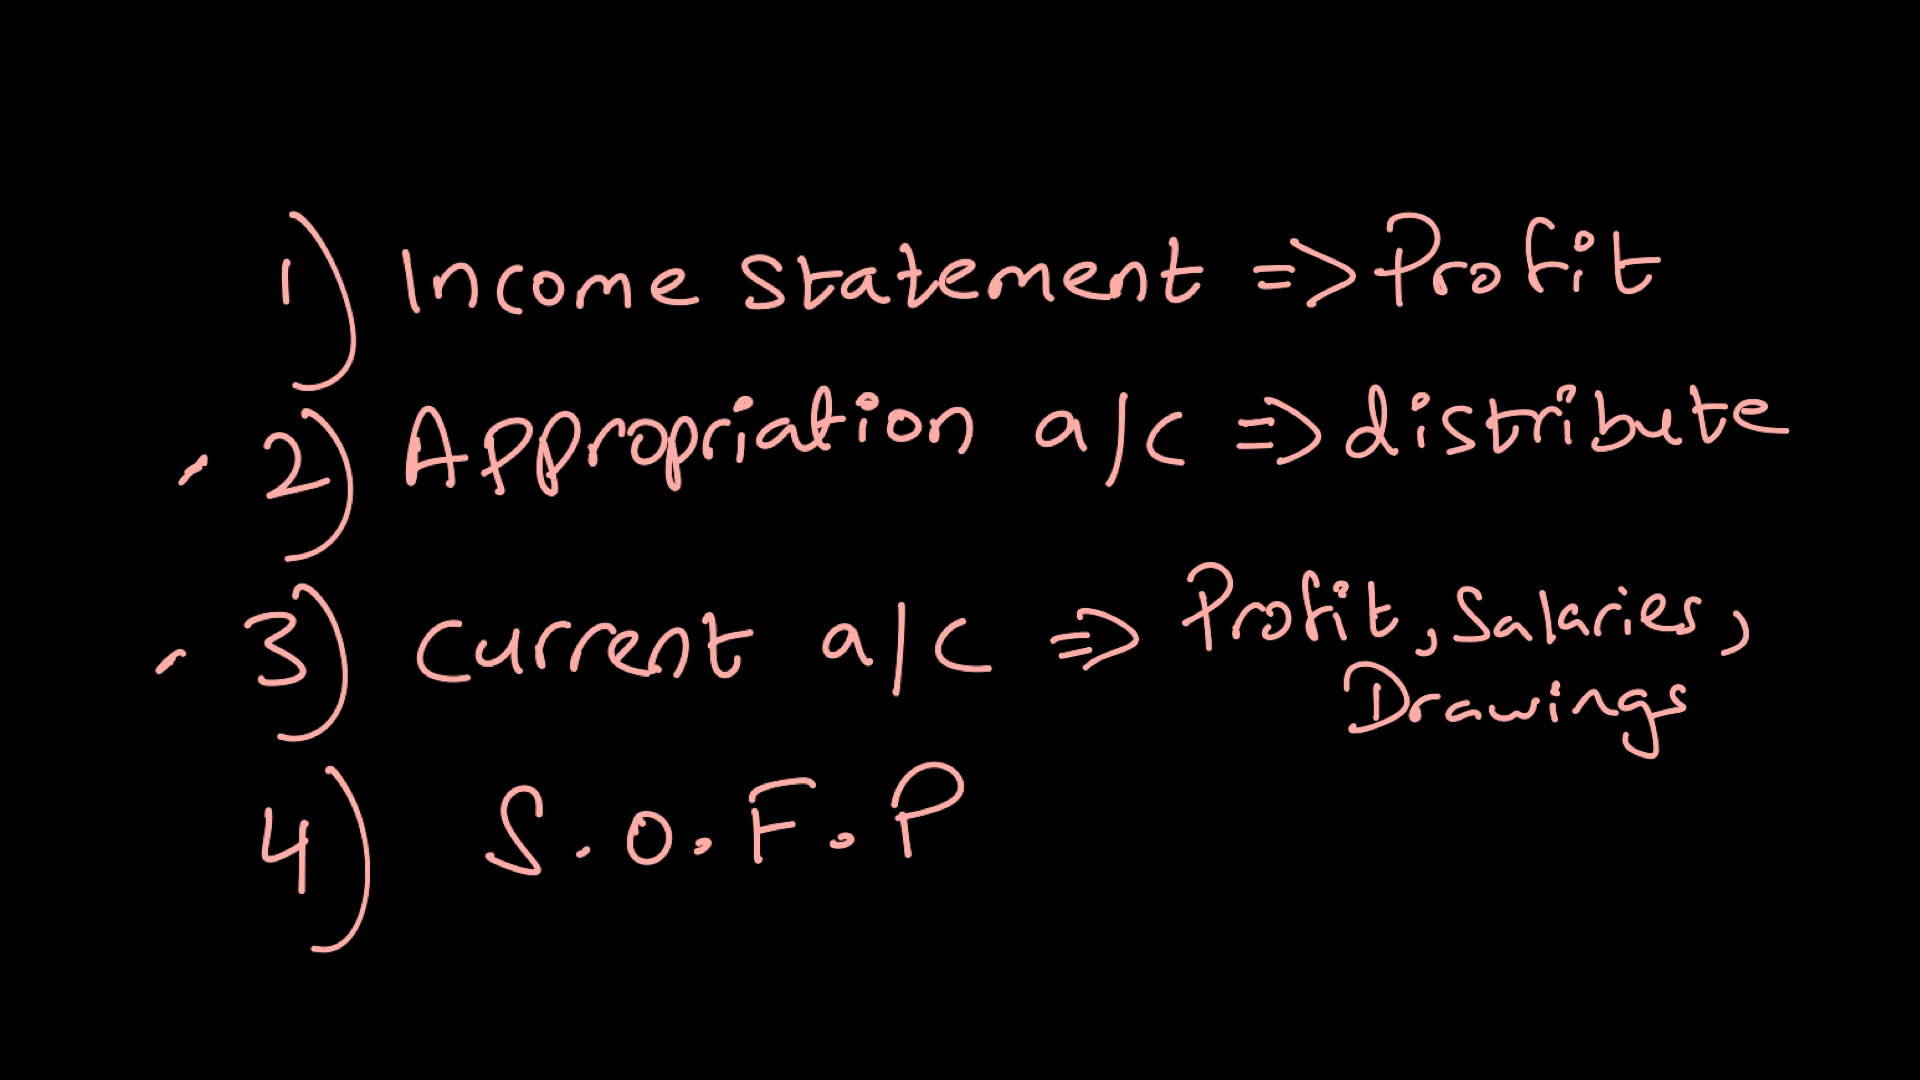 1) Income statement => Profit
2) Appropriation a/c => distribute
3) Current a/c => Profit, Salaries,
Drawings
4) S.O.F.P